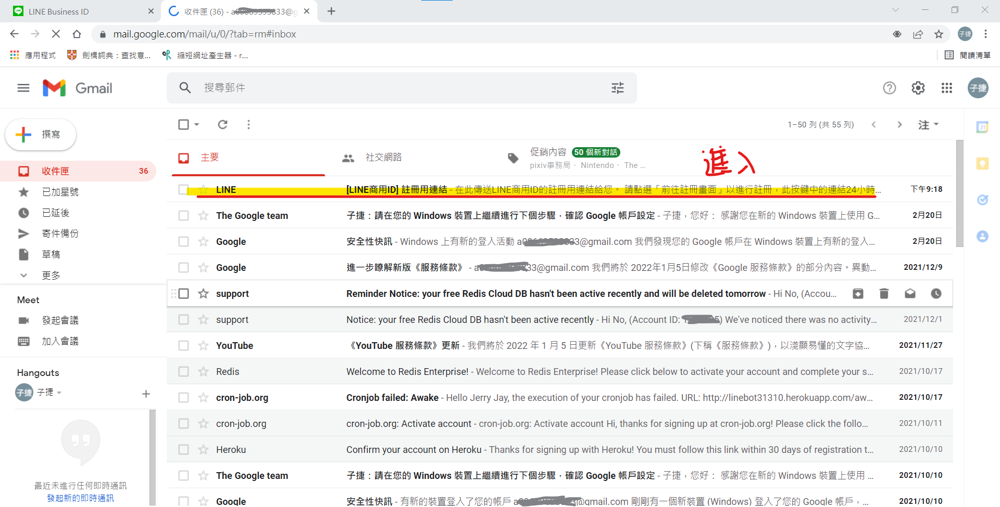 LINE Business ID
收件匣 (36) - 833@g
mail.google.com/mail/u/0/?tab=rm#inbox
子捷
應用程式
劍橋詞典：查找意...
縮短網址產生器 - r...
閱讀清單
Gmail
搜尋郵件
子捷
撰寫
1–50 列 (共 55 列)
注
收件匣
36
已加星號
已延後
寄件備份
草稿
更多
Meet
發起會議
加入會議
Hangouts
子捷
子捷
最近未進行任何即時通訊
發起新的即時通訊
主要
社交網路
促銷內容
50 個新對話
pixiv事務局、 Nintendo、 The ...
進入
LINE [LINE商用ID] 註冊用連結 - 在此傳送LINE商用ID的註冊用連結給您。 請點選「前往註冊畫面」以進行註冊，此按鍵中的連結24小時... 下午9:18
The Google team 子捷：請在您的 Windows 裝置上繼續進行下個步驟，確認 Google 帳戶設定 - 子捷，您好： 感謝您在新的 Windows 裝置上使用 G... 2月20日
Google 安全性快訊 - Windows 上有新的登入活動 a0 33@gmail.com 我們發現您的 Google 帳戶在 Windows 裝置上有新的登入... 2月20日
Google 進一步瞭解新版《服務條款》 - a 33@gmail.com 我們將於 2022年1月5日修改《Google 服務條款》的部分內容。異動... 2021/12/9
support Reminder Notice: your free Redis Cloud DB hasn't been active recently and will be deleted tomorrow - Hi No, (Accou...
support Notice: your free Redis Cloud DB hasn't been active recently - Hi No, (Account ID: 5) We've noticed there was no activity... 2021/12/1
YouTube 《YouTube 服務條款》更新 - 我們將於 2022 年 1 月 5 日更新《YouTube 服務條款》(下稱《服務條款》)，以淺顯易懂的文字協... 2021/11/27
Redis Welcome to Redis Enterprise! - Welcome to Redis Enterprise! Please click below to activate your account and complete your s... 2021/10/17
cron-job.org Cronjob failed: Awake - Hello Jerry Jay, the execution of your cronjob has failed. URL: http://linebot31310.herokuapp.com/aw... 2021/10/17
cron-job.org cron-job.org: Activate account - cron-job.org: Activate account Hi, thanks for signing up at cron-job.org! Please click the follo... 2021/10/11
Heroku Confirm your account on Heroku - Thanks for signing up with Heroku! You must follow this link within 30 days of registration t... 2021/10/10
The Google team 子捷：請在您的 Windows 裝置上繼續進行下個步驟，確認 Google 帳戶設定 - 子捷，您好： 感謝您在新的 Windows 裝置上使用 ... 2021/10/10
Google 安全性快訊 - 有新的裝置登入了您的帳戶 a 3@gmail.com 剛剛有一個新裝置 (Windows) 登入了您的 Google 帳戶，... 2021/10/10